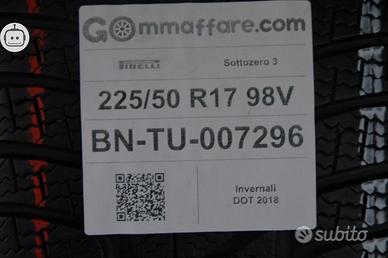 GOmmaffare.com
PIRELLI
Sottozero 3
225/50 R17 98V
BN-TU-007296
Invernali
DOT 2018
subito